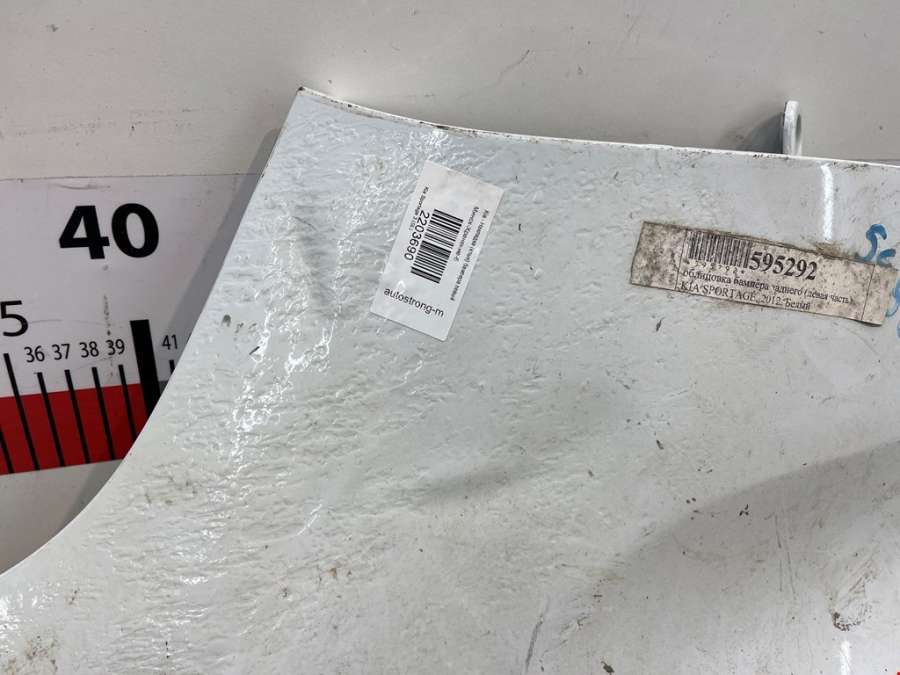 40
5
36 37 38 39
41
2203690
autostrong-m
595292
облицовка бампера заднего (левая часть)
KIA SPORTAGE, 2012. Белый